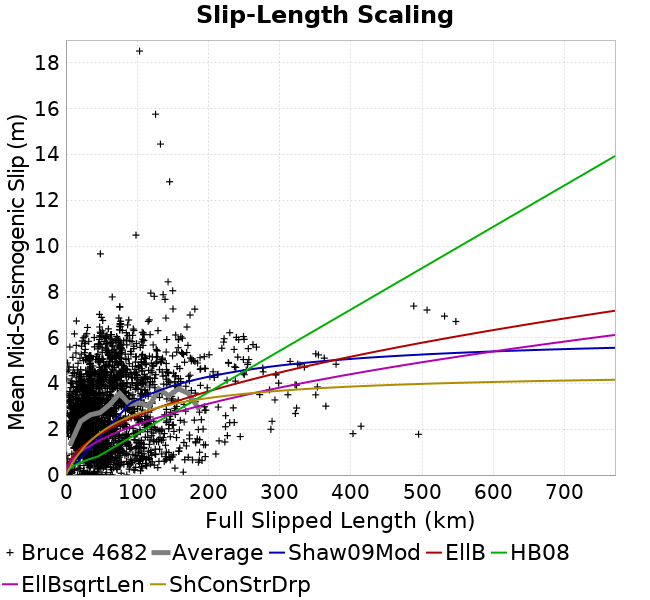 Slip-Length Scaling
Mean Mid-Seismogenic Slip (m)
18
16
14
12
10
8
6
4
2
0
0 100 200 300 400 500 600 700
Full Slipped Length (km)
Bruce 4682 Average Shaw09Mod EllB HB08
EllBsqrtLen ShConStrDrp